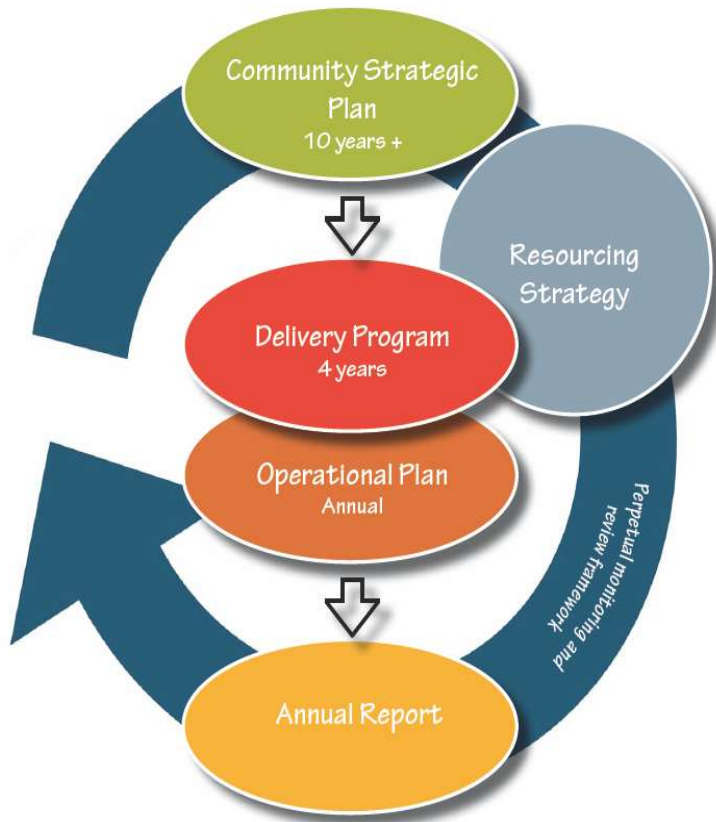 Community Strategic
Plan
10 years +
Resourcing
Strategy
Delivery Program
4 years
Operational Plan
Annual
Perpetual monitoring and
review framework
Annual Report